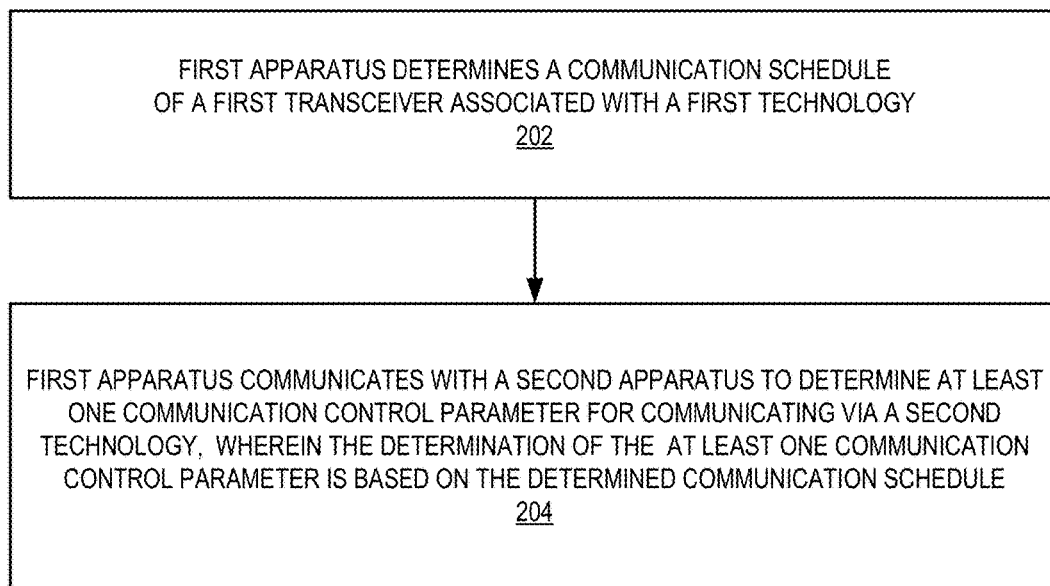 FIRST APPARATUS DETERMINES A COMMUNICATION SCHEDULE
OF A FIRST TRANSCEIVER ASSOCIATED WITH A FIRST TECHNOLOGY
202
FIRST APPARATUS COMMUNICATES WITH A SECOND APPARATUS TO DETERMINE AT LEAST
ONE COMMUNICATION CONTROL PARAMETER FOR COMMUNICATING VIA A SECOND
TECHNOLOGY, WHEREIN THE DETERMINATION OF THE AT LEAST ONE COMMUNICATION
CONTROL PARAMETER IS BASED ON THE DETERMINED COMMUNICATION SCHEDULE
204